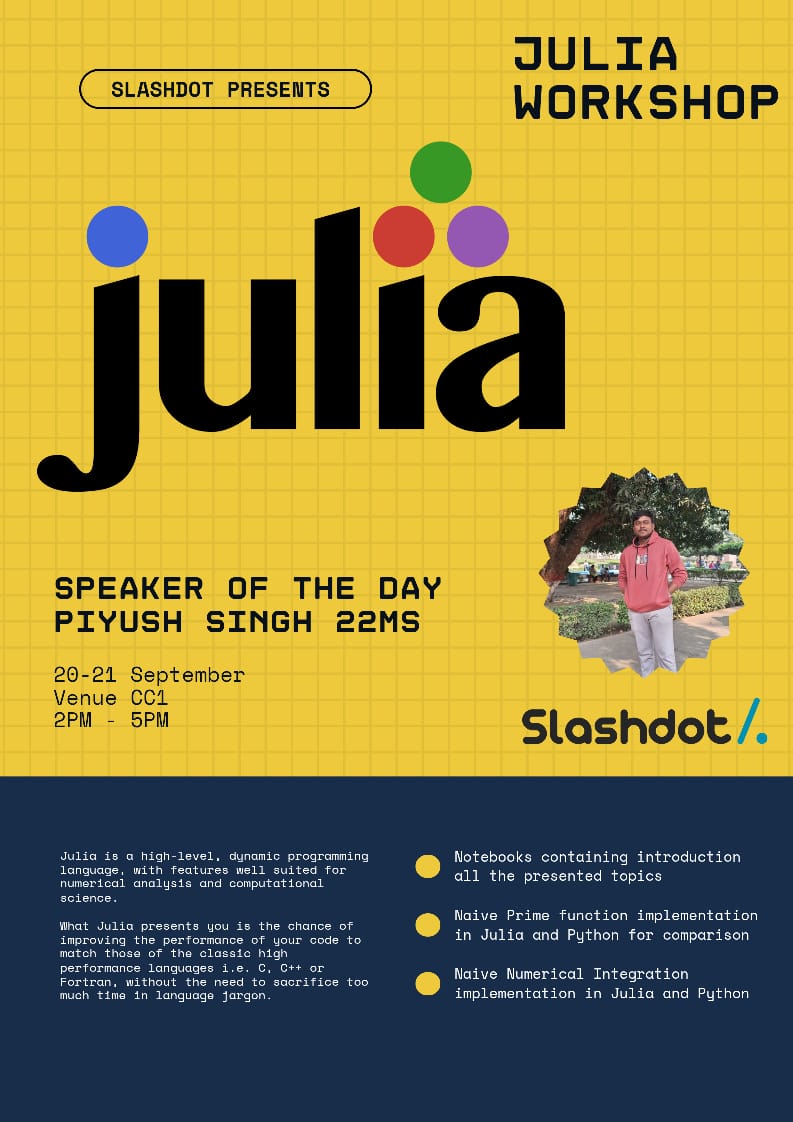 SLASHDOT PRESENTS
JULIA
WORKSHOP
julia
SPEAKER OF THE DAY
PIYUSH SINGH 22MS
20-21 September
Venue CC1
2PM - 5PM
Slashdot/.
Julia is a high-level, dynamic programming
language, with features well suited for
numerical analysis and computational
science.
What Julia presents you is the chance of
improving the performance of your code to
match those of the classic high
performance languages i.e. C, C++ or
Fortran, without the need to sacrifice too
much time in language jargon.
Notebooks containing introduction
all the presented topics
Naive Prime function implementation
in Julia and Python for comparison
Naive Numerical Integration
implementation in Julia and Python